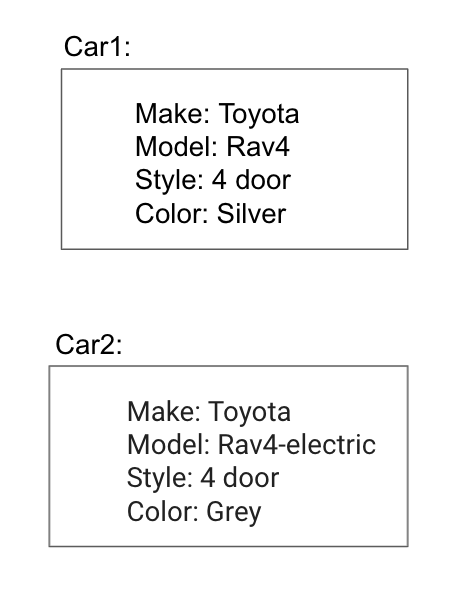 Car1:
Make: Toyota
Model: Rav4
Style: 4 door
Color: Silver
Car2:
Make: Toyota
Model: Rav4-electric
Style: 4 door
Color: Grey